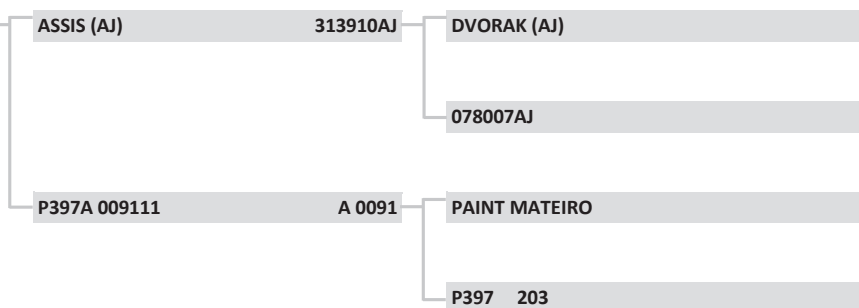 ASSIS (AJ) 313910AJ DVORAK (AJ)
078007AJ
P397A 009111 A 0091 PAINT MATEIRO
P397 203